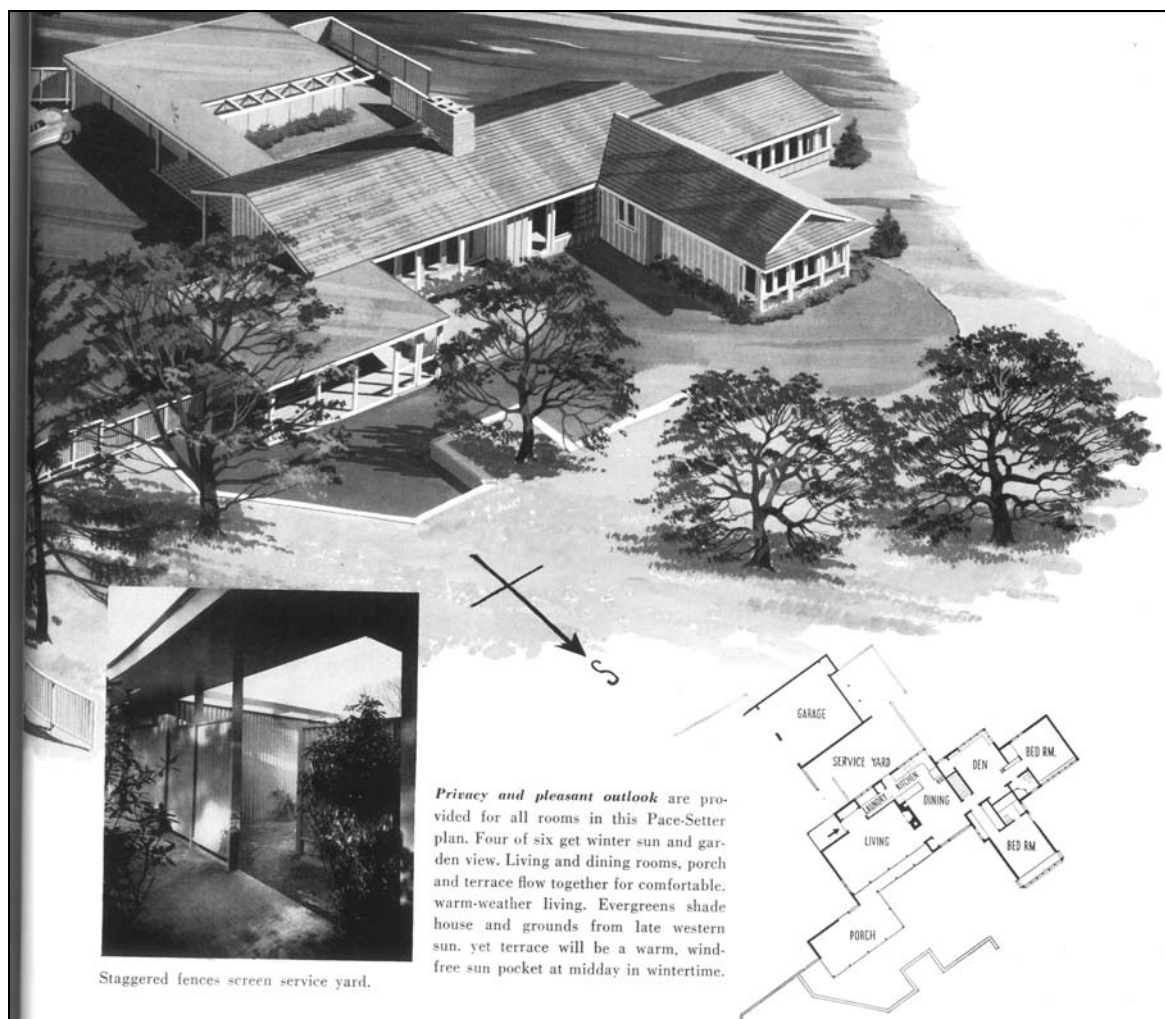 S
GARAGE
SERVICE YARD
DEN
BED RM.
KITCHEN
LAUNDRY
DINING
LIVING
BED RM.
PORCH
Privacy and pleasant outlook are pro-
vided for all rooms in this Pace-Setter
plan. Four of six get winter sun and gar-
den view. Living and dining rooms, porch
and terrace flow together for comfortable.
warm-weather living. Evergreens shade
house and grounds from late western
sun. yet terrace will be a warm, wind-
free sun pocket at midday in wintertime.
Staggered fences screen service yard.